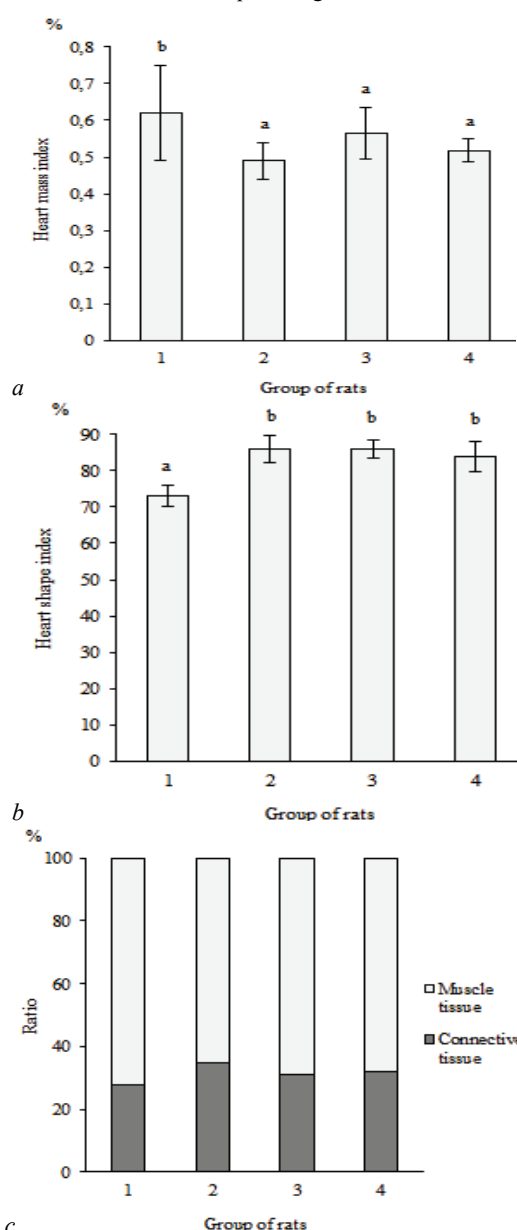 %
0,8
0,7
0,6
0,5
0,4
0,3
0,2
0,1
0
Heart mass index
b
a
a
a
1 2 3 4
Group of rats
a
%
90
80
70
60
50
40
30
20
10
0
Heart shape index
a
b
b
b
1 2 3 4
Group of rats
b
%
100
80
60
40
20
0
Ratio
Muscle
tissue
Connective
tissue
1 2 3 4
Group of rats
c